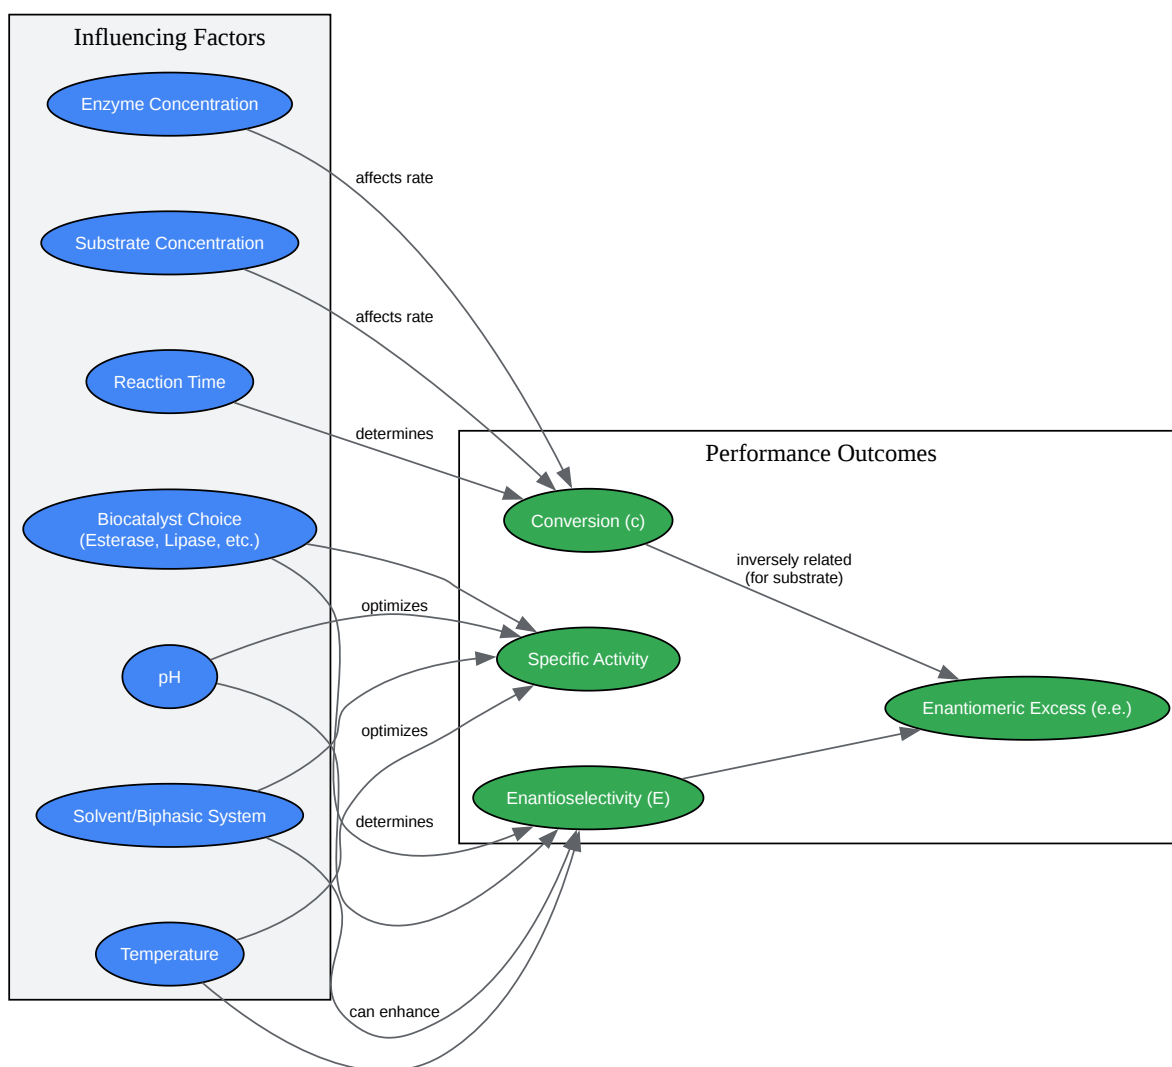 Influencing Factors
Enzyme Concentration
affects rate
Substrate Concentration
affects rate
Reaction Time
determines
Performance Outcomes
Biocatalyst Choice
(Esterase, Lipase, etc.)
Conversion (c)
inversely related
(for substrate)
optimizes
pH
Specific Activity
Enantiomeric Excess (e.e.)
optimizes
Solvent/Biphasic System
Enantioselectivity (E)
determines
Temperature
can enhance